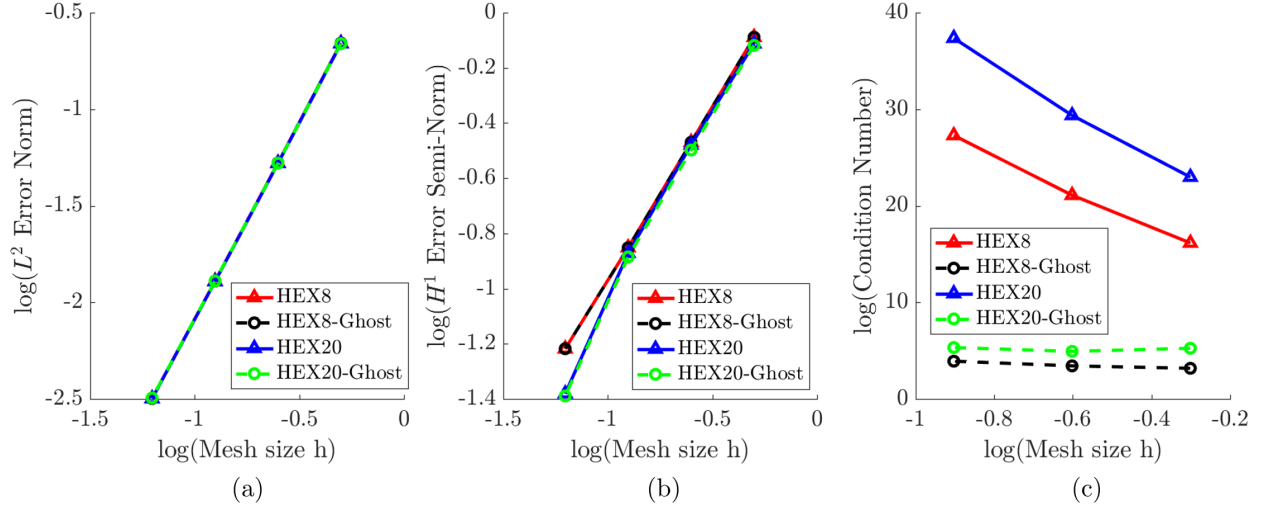 -0.5
-1
-1.5
-2
-2.5
-1.5
-1
-0.5
0
log(L² Error Norm)
log(Mesh size h)
HEX8
HEX8-Ghost
HEX20
HEX20-Ghost
(a)
0
-0.2
-0.4
-0.6
-0.8
-1
-1.2
-1.4
-1.5
-1
-0.5
0
log(H¹ Error Semi-Norm)
log(Mesh size h)
HEX8
HEX8-Ghost
HEX20
HEX20-Ghost
(b)
40
30
20
10
0
-1
-0.8
-0.6
-0.4
-0.2
log(Condition Number)
log(Mesh size h)
HEX8
HEX8-Ghost
HEX20
HEX20-Ghost
(c)